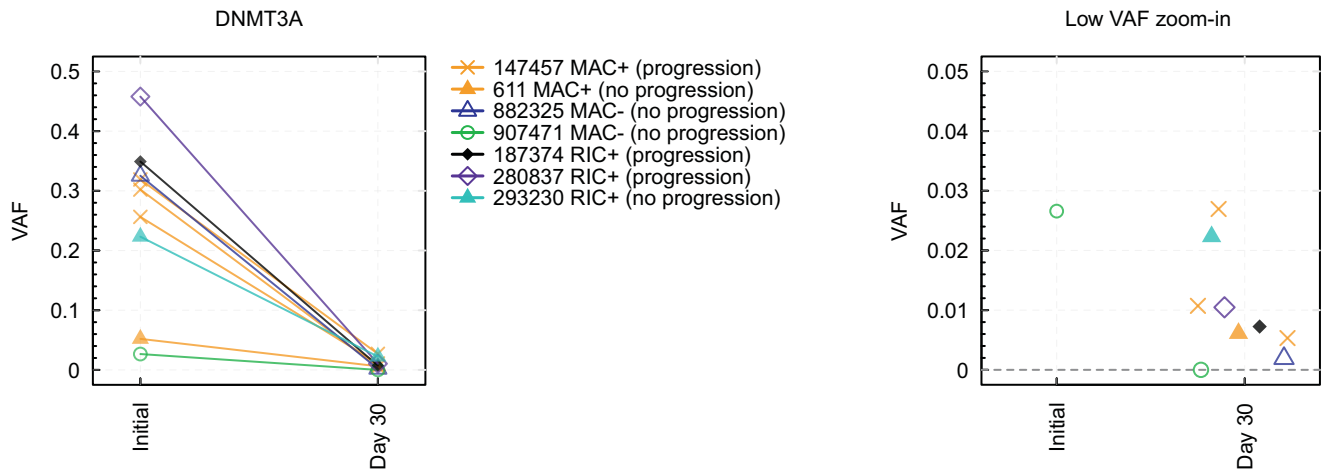 DNMT3A
VAF
0.5
0.4
0.3
0.2
0.1
0
Initial
Day 30
147457 MAC+ (progression)
611 MAC+ (no progression)
882325 MAC- (no progression)
907471 MAC- (no progression)
187374 RIC+ (progression)
280837 RIC+ (progression)
293230 RIC+ (no progression)
Low VAF zoom-in
VAF
0.05
0.04
0.03
0.02
0.01
0
Initial
Day 30